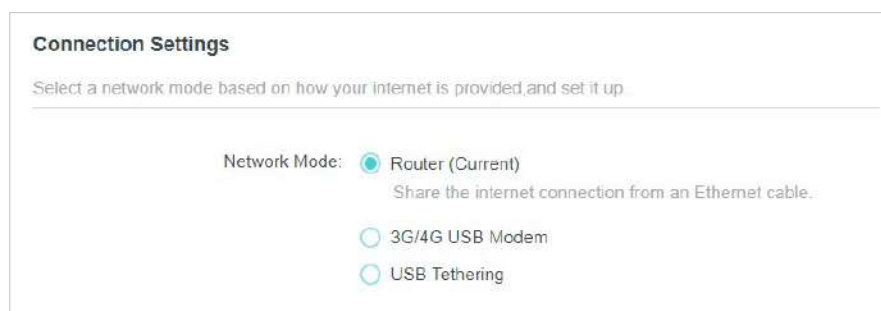 Connection Settings
Select a network mode based on how your internet is provided,and set it up.
Network Mode: Router (Current)
Share the internet connection from an Ethernet cable.
3G/4G USB Modem
USB Tethering